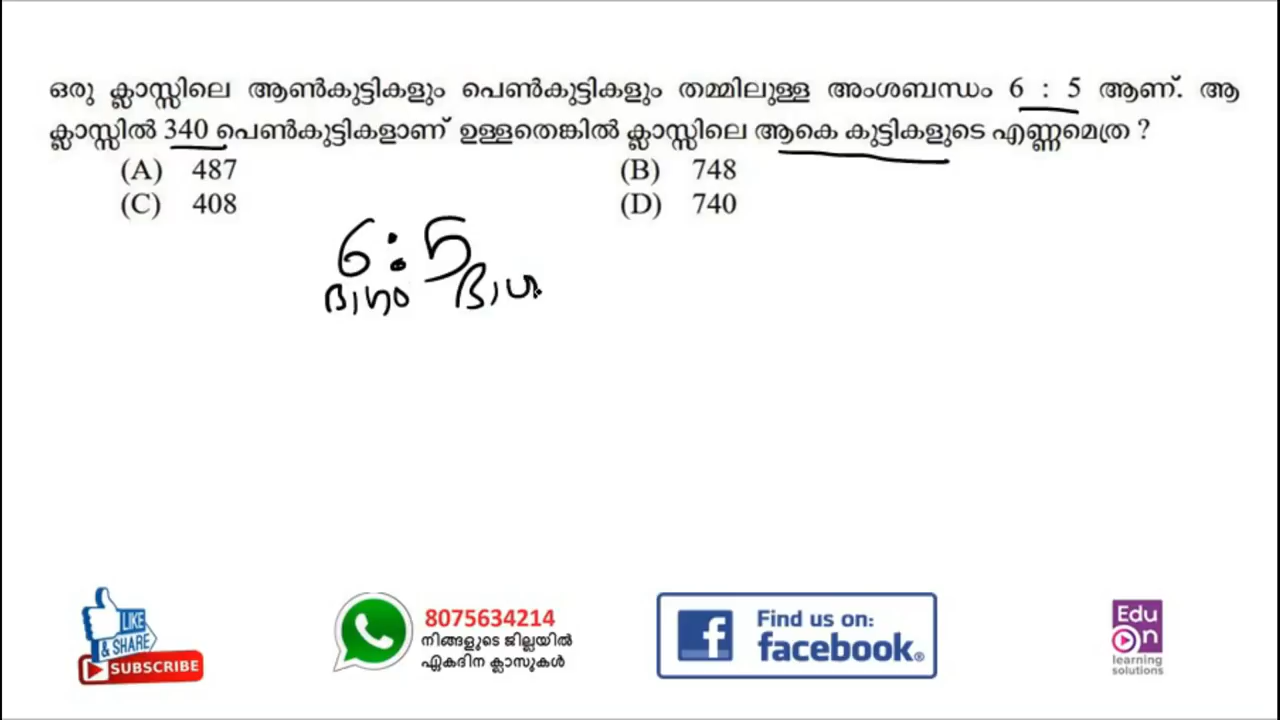 ഒരു ക്ലാസ്സിലെ ആൺകുട്ടികളും പെൺകുട്ടികളും തമ്മിലുള്ള അംശബന്ധം 6 : 5 ആണ്. ആ
ക്ലാസ്സിൽ 340 പെൺകുട്ടികളാണ് ഉള്ളതെങ്കിൽ ക്ലാസ്സിലെ ആകെ കുട്ടികളുടെ എണ്ണമെത്ര ?
(A) 487 (B) 748
(C) 408 (D) 740
6 : 5
ഭാഗം
LIKE
& SHARE
SUBSCRIBE
8075634214
നിങ്ങളുടെ ജില്ലയിൽ
ഏകദിന ക്ലാസുകൾ
Find us on:
facebook®
Edu
On
learning
solutions